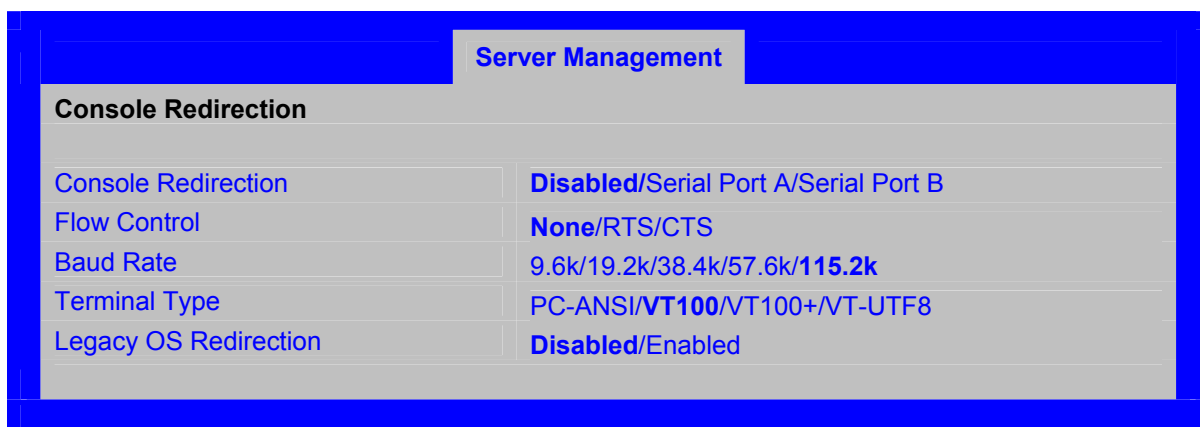 Server Management
Console Redirection
Console Redirection Disabled/Serial Port A/Serial Port B
Flow Control None/RTS/CTS
Baud Rate 9.6k/19.2k/38.4k/57.6k/115.2k
Terminal Type PC-ANSI/VT100/VT100+/VT-UTF8
Legacy OS Redirection Disabled/Enabled